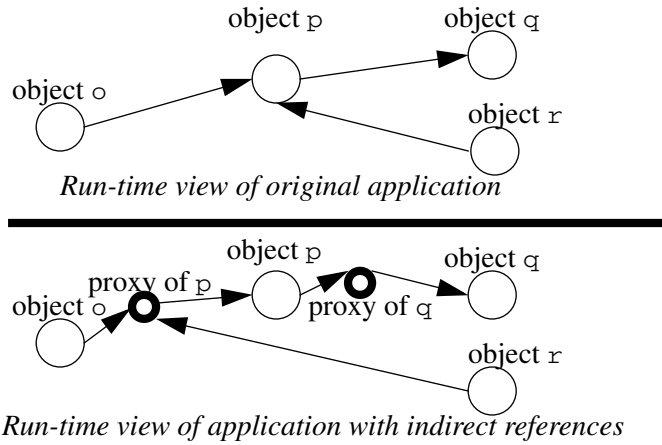 object p
object q
object o
object r
Run-time view of original application
object p
object q
proxy of p
object o
proxy of q
object r
Run-time view of application with indirect references